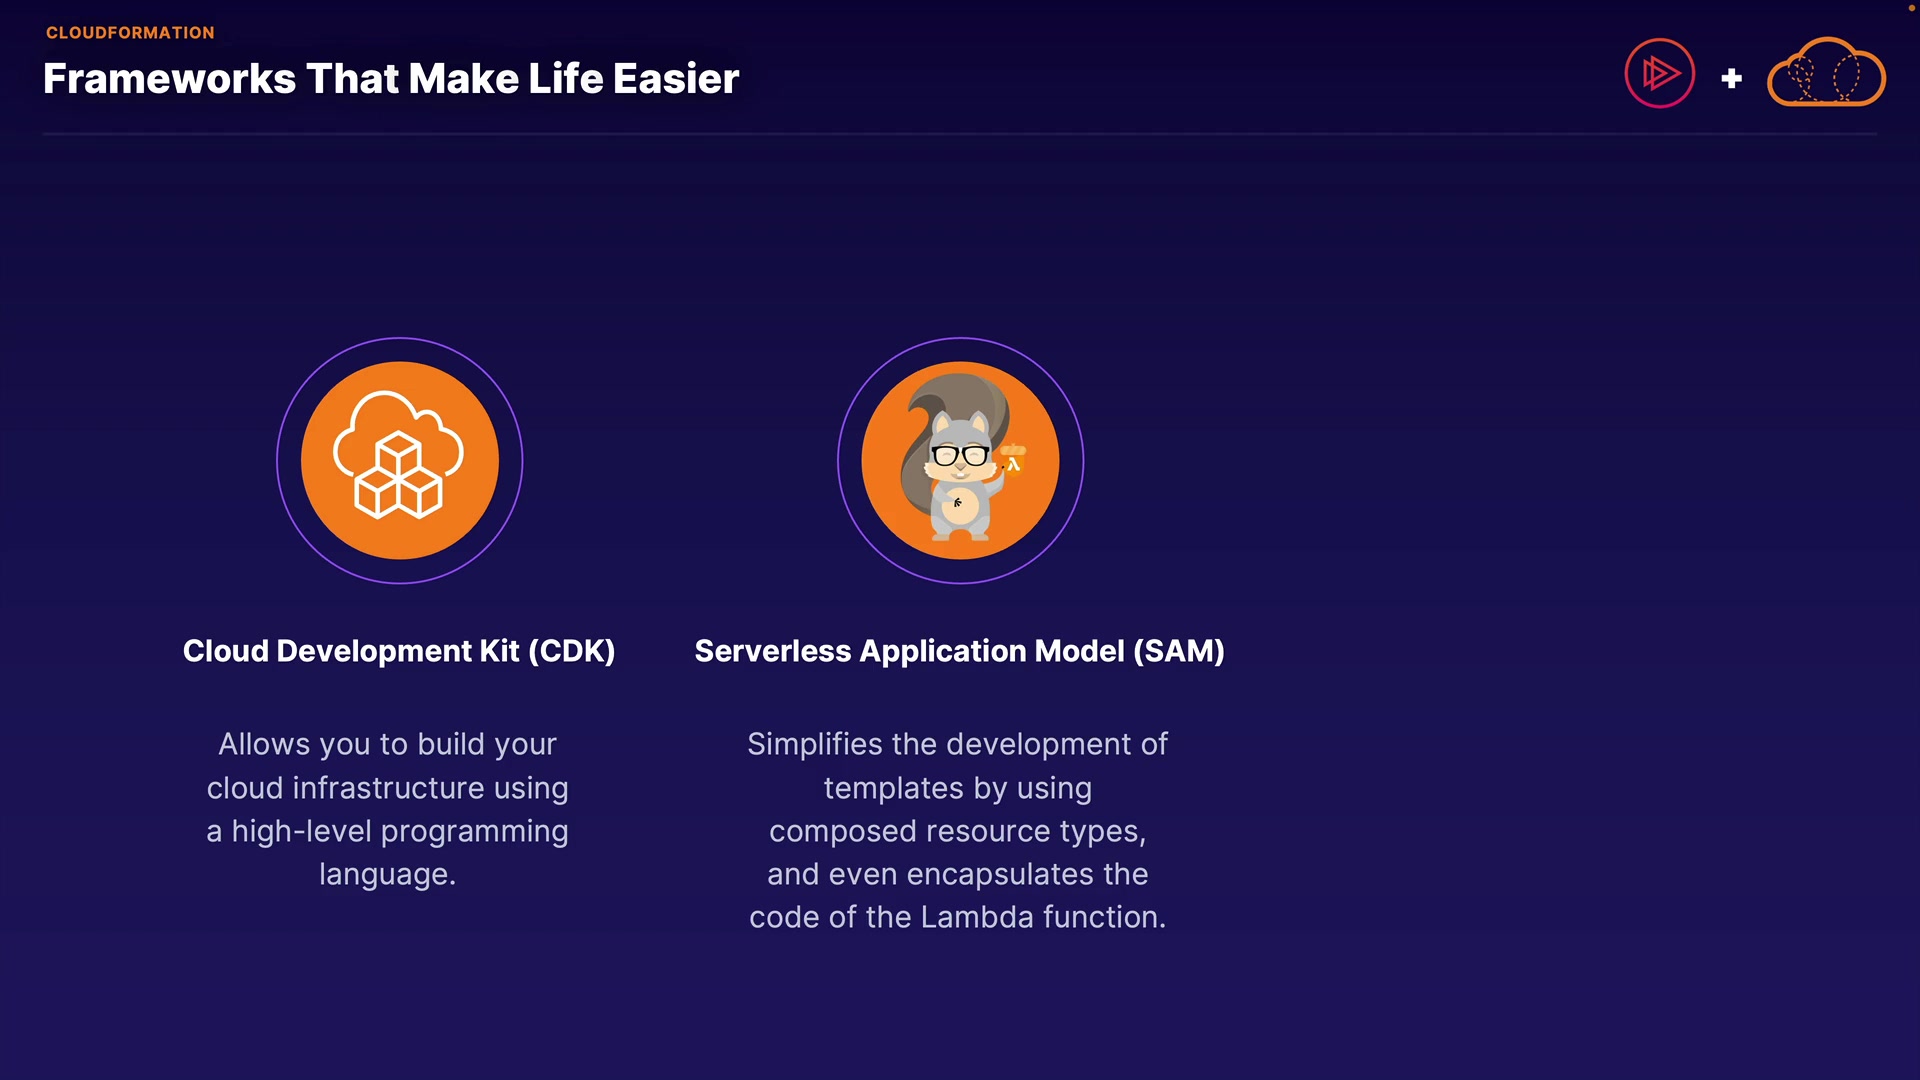 CLOUDFORMATION
Frameworks That Make Life Easier
+
λ
Cloud Development Kit (CDK)
Allows you to build your
cloud infrastructure using
a high-level programming
language.
Serverless Application Model (SAM)
Simplifies the development of
templates by using
composed resource types,
and even encapsulates the
code of the Lambda function.